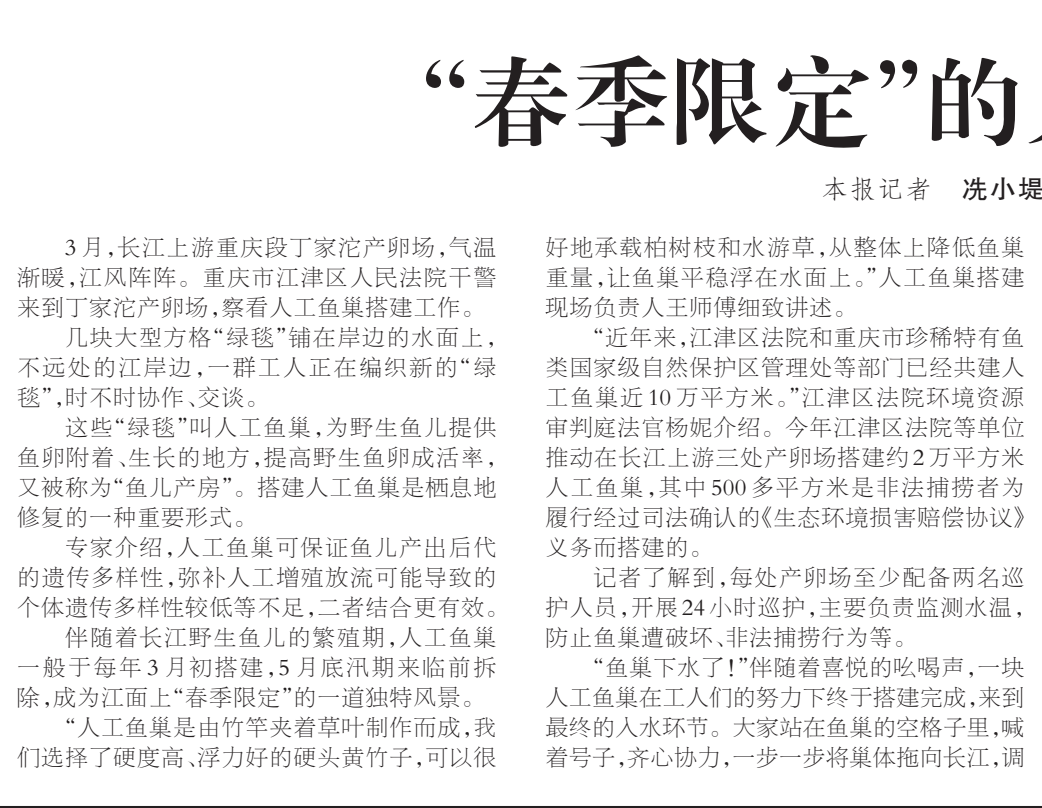 “春季限定”的
本报记者 冼小堤
3月,长江上游重庆段丁家沱产卵场,气温
渐暖,江风阵阵。重庆市江津区人民法院干警
来到丁家沱产卵场,察看人工鱼巢搭建工作。
几块大型方格“绿毯”铺在岸边的水面上,
不远处的江岸边,一群工人正在编织新的“绿
毯”,时不时协作、交谈。
这些“绿毯”叫人工鱼巢,为野生鱼儿提供
鱼卵附着、生长的地方,提高野生鱼卵成活率,
又被称为“鱼儿产房”。搭建人工鱼巢是栖息地
修复的一种重要形式。
专家介绍,人工鱼巢可保证鱼儿产出后代
的遗传多样性,弥补人工增殖放流可能导致的
个体遗传多样性较低等不足,二者结合更有效。
伴随着长江野生鱼儿的繁殖期,人工鱼巢
一般于每年3月初搭建,5月底汛期来临前拆
除,成为江面上“春季限定”的一道独特风景。
“人工鱼巢是由竹竿夹着草叶制作而成,我
们选择了硬度高、浮力好的硬头黄竹子,可以很
好地承载柏树枝和水游草,从整体上降低鱼巢
重量,让鱼巢平稳浮在水面上。”人工鱼巢搭建
现场负责人王师傅细致讲述。
“近年来,江津区法院和重庆市珍稀特有鱼
类国家级自然保护区管理处等部门已经共建人
工鱼巢近10万平方米。”江津区法院环境资源
审判庭法官杨妮介绍。今年江津区法院等单位
推动在长江上游三处产卵场搭建约2万平方米
人工鱼巢,其中500多平方米是非法捕捞者为
履行经过司法确认的《生态环境损害赔偿协议》
义务而搭建的。
记者了解到,每处产卵场至少配备两名巡
护人员,开展24小时巡护,主要负责监测水温,
防止鱼巢遭破坏、非法捕捞行为等。
“鱼巢下水了!”伴随着喜悦的吆喝声,一块
人工鱼巢在工人们的努力下终于搭建完成,来到
最终的入水环节。大家站在鱼巢的空格子里,喊
着号子,齐心协力,一步一步将巢体拖向长江,调